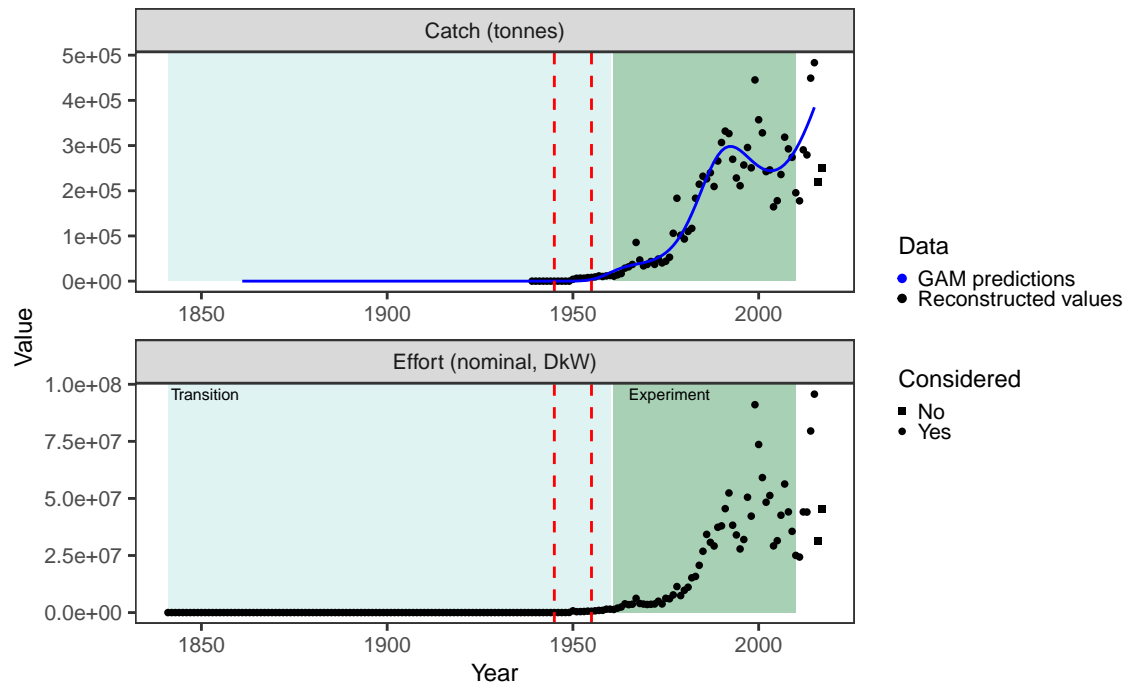 Catch (tonnes)
5e+05
4e+05
3e+05
2e+05
1e+05
0e+00
1850 1900 1950 2000
Value
Effort (nominal, DkW)
Transition Experiment
1.0e+08
7.5e+07
5.0e+07
2.5e+07
0.0e+00
1850 1900 1950 2000
Year
Data
GAM predictions
Reconstructed values
Considered
No
Yes